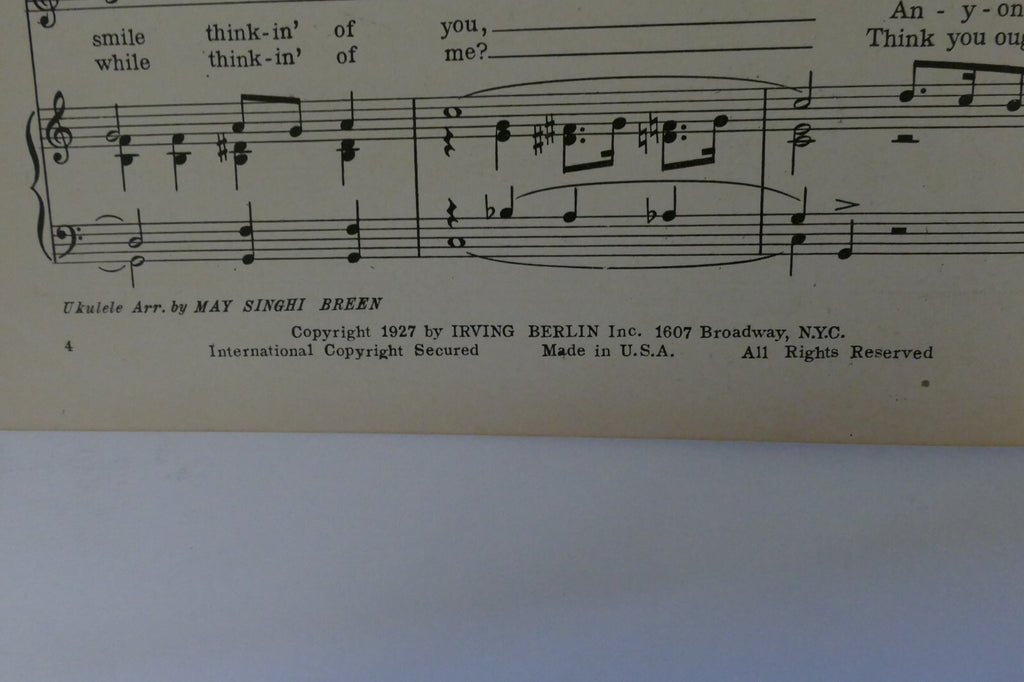 smile think-in' of you, An - y - on
while think-in' of me? Think you oug
Ukulele Arr. by MAY SINGHI BREEN
Copyright 1927 by IRVING BERLIN Inc. 1607 Broadway, N.Y.C.
4 International Copyright Secured Made in U.S.A. All Rights Reserved